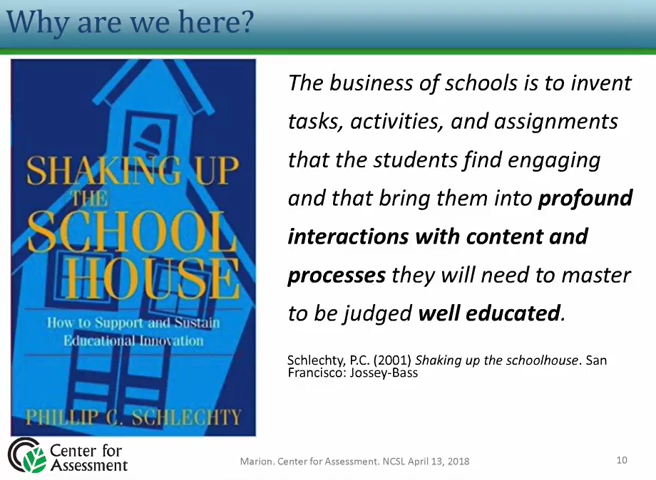 Why are we here?
SHAKING UP
THE
SCHOOL
HOUSE
How to Support and Sustain
Educational Innovation
PHILLIP C. SCHLECHTY
The business of schools is to invent
tasks, activities, and assignments
that the students find engaging
and that bring them into profound
interactions with content and
processes they will need to master
to be judged well educated.
Schlechty, P.C. (2001) Shaking up the schoolhouse. San
Francisco: Jossey-Bass
Center for
Assessment
Marion. Center for Assessment. NCSL April 13, 2018
10